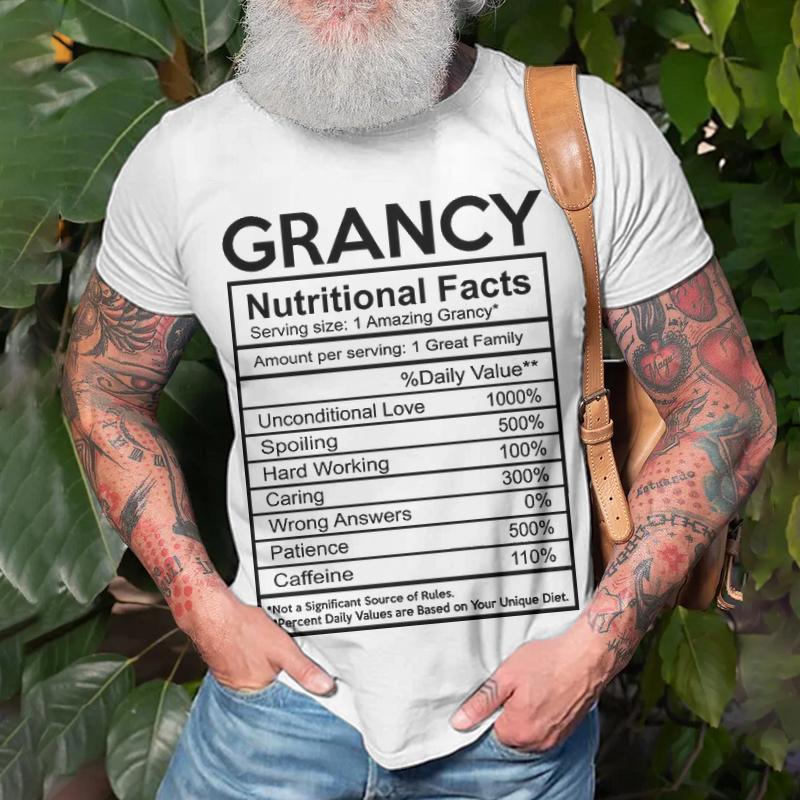 GRANCY
Nutritional Facts
Serving size: 1 Amazing Grancy*
Amount per serving: 1 Great Family
%Daily Value**
Unconditional Love 1000%
Spoiling 500%
Hard Working 100%
Caring 300%
Wrong Answers 0%
Patience 500%
Caffeine 110%
*Not a Significant Source of Rules.
*Percent Daily Values are Based on Your Unique Diet.
Estuardo